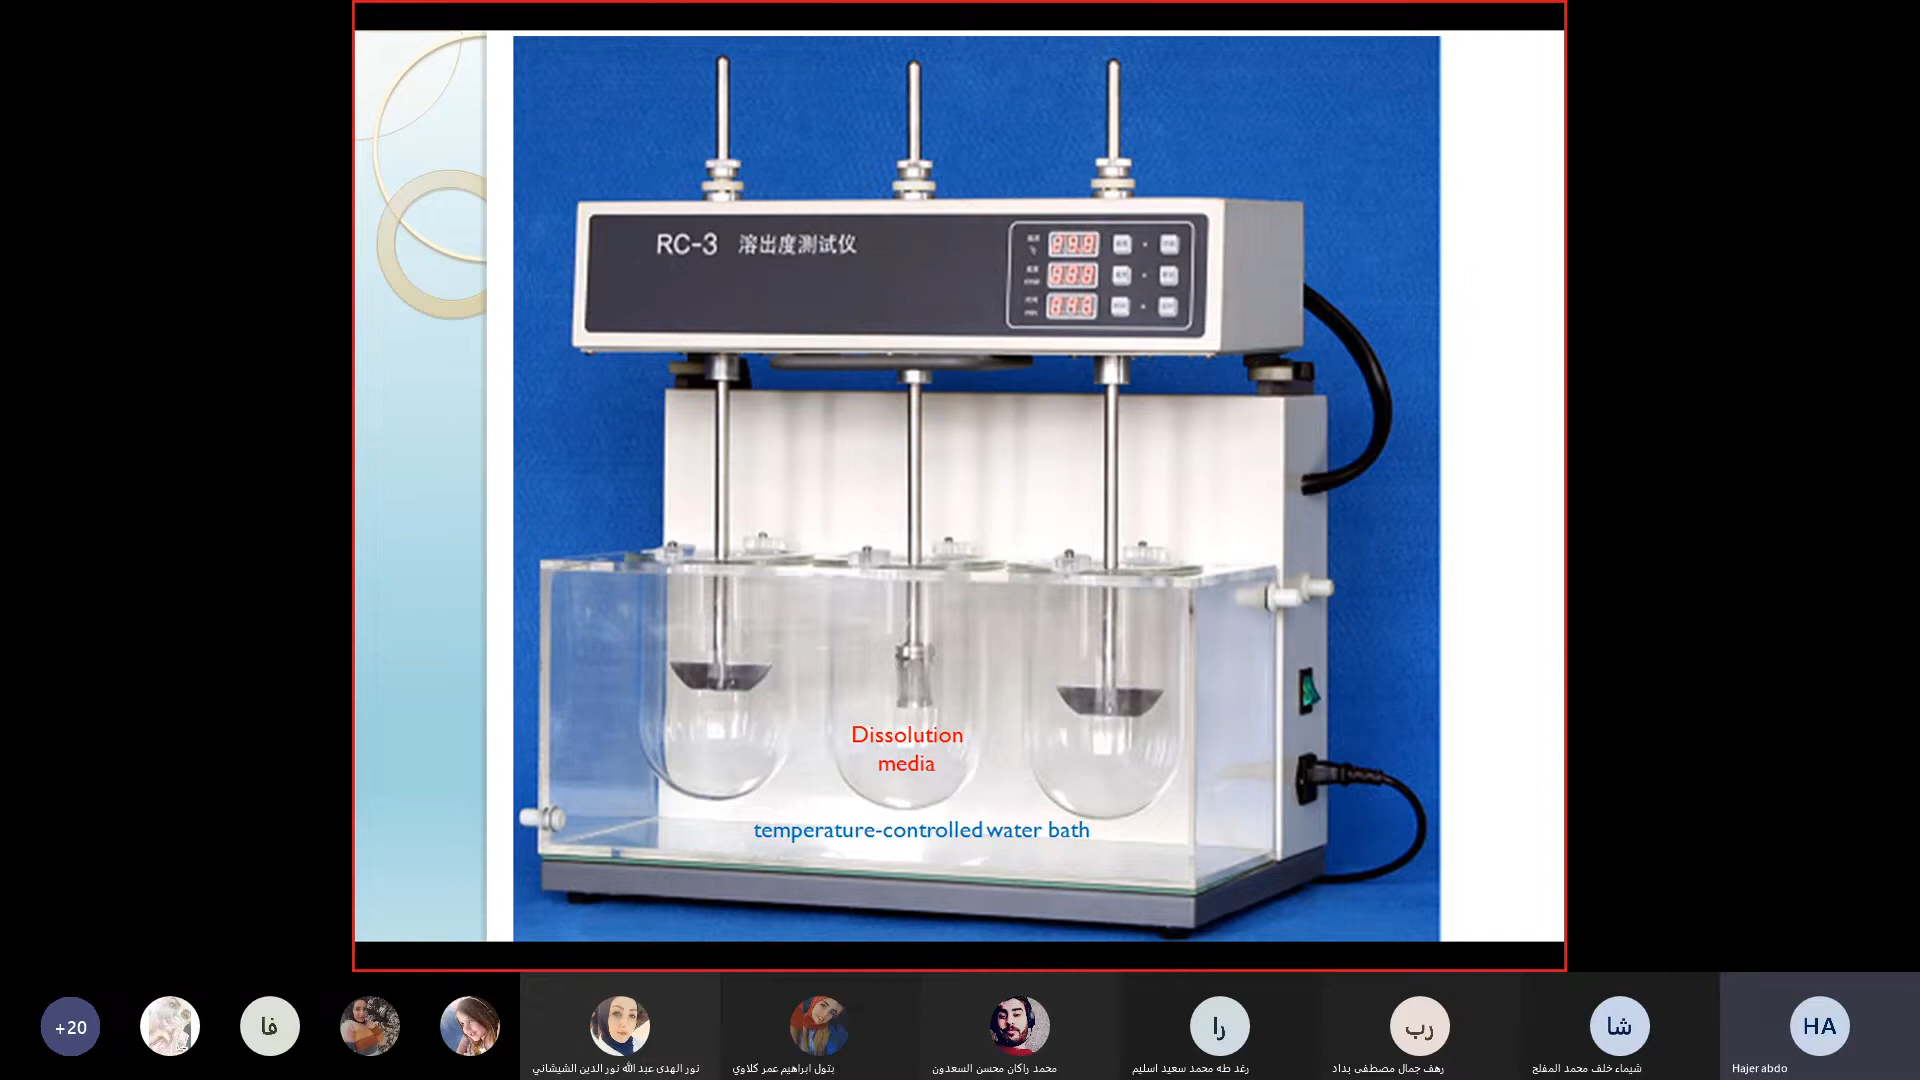 RC-3 溶出度测试仪
Dissolution
media
temperature-controlled water bath
+20
فا
را
رب
شا
HA
نور الهدى عبد الله نور الدين الشيشاني
بتول ابراهيم عمر كلاوي
محمد راكان محسن السعدون
رغد طه محمد سعيد اسليم
رهف جمال مصطفى بداد
شيماء خلف محمد المفلح
Hajer abdo